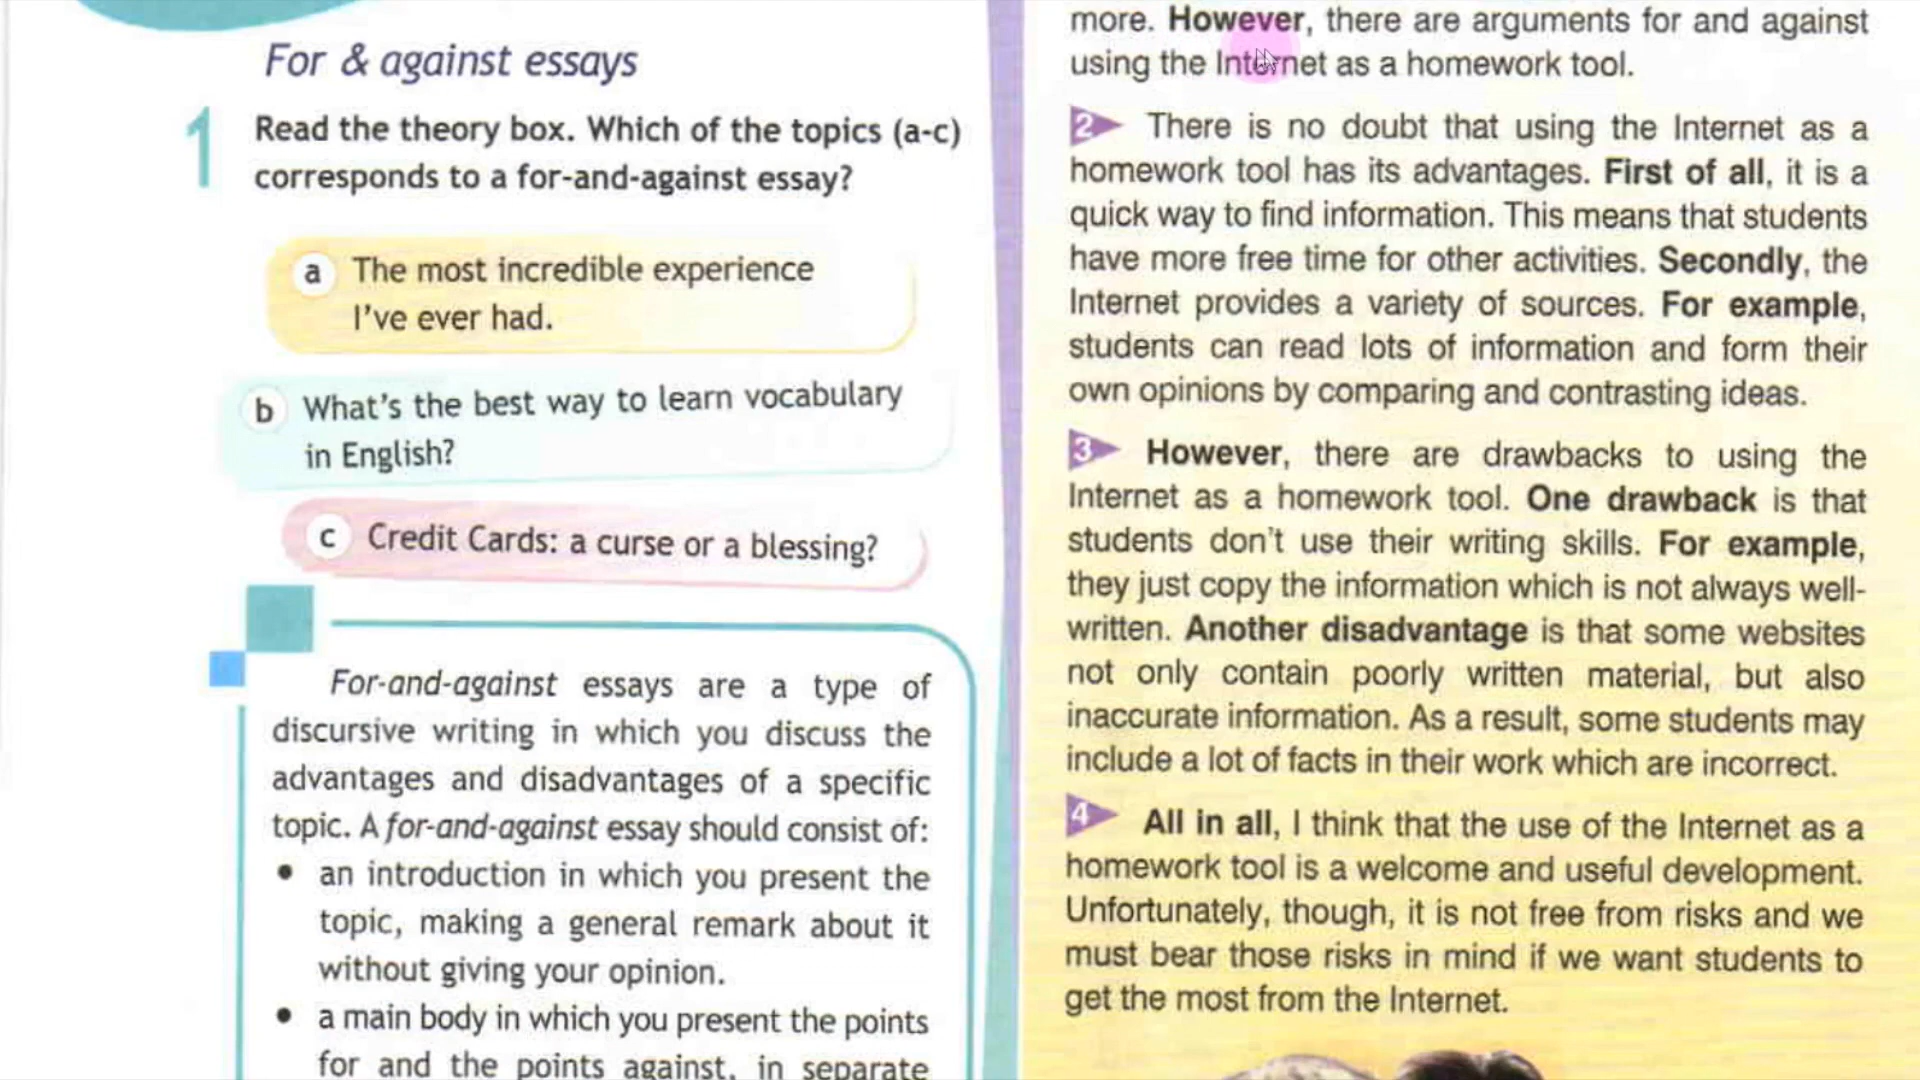 For & against essays
1
Read the theory box. Which of the topics (a-c)
corresponds to a for-and-against essay?
a
The most incredible experience
I've ever had.
b
What's the best way to learn vocabulary
in English?
c
Credit Cards: a curse or a blessing?
For-and-against essays are a type of
discursive writing in which you discuss the
advantages and disadvantages of a specific
topic. A for-and-against essay should consist of:
• an introduction in which you present the
topic, making a general remark about it
without giving your opinion.
• a main body in which you present the points
for and the points against, in separate
more. However, there are arguments for and against
using the Internet as a homework tool.
2 There is no doubt that using the Internet as a
homework tool has its advantages. First of all, it is a
quick way to find information. This means that students
have more free time for other activities. Secondly, the
Internet provides a variety of sources. For example,
students can read lots of information and form their
own opinions by comparing and contrasting ideas.
3 However, there are drawbacks to using the
Internet as a homework tool. One drawback is that
students don't use their writing skills. For example,
they just copy the information which is not always well-
written. Another disadvantage is that some websites
not only contain poorly written material, but also
inaccurate information. As a result, some students may
include a lot of facts in their work which are incorrect.
4 All in all, I think that the use of the Internet as a
homework tool is a welcome and useful development.
Unfortunately, though, it is not free from risks and we
must bear those risks in mind if we want students to
get the most from the Internet.